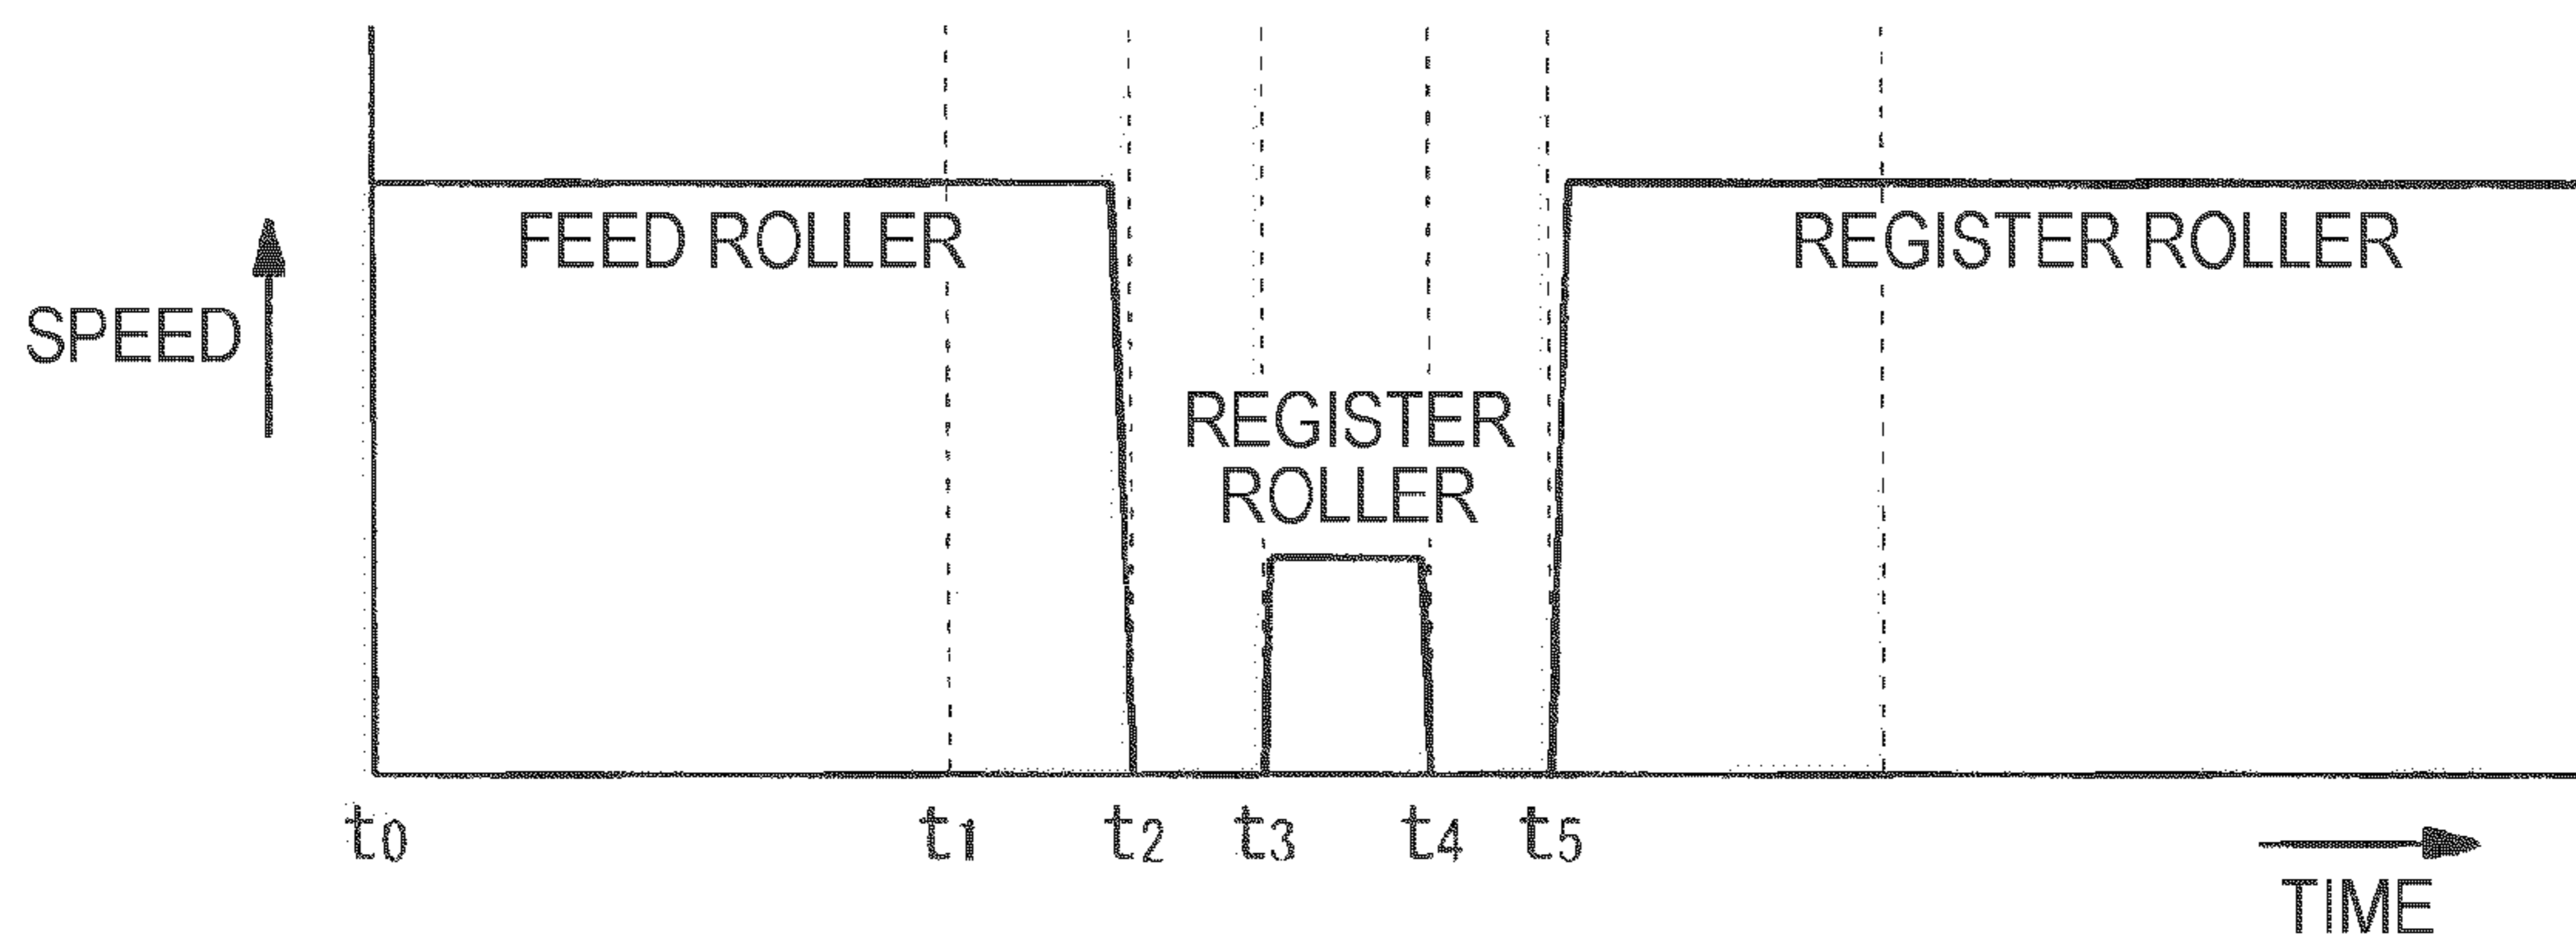 FEED ROLLER
REGISTER ROLLER
SPEED
REGISTER
ROLLER
t0 t1 t2 t3 t4 t5
TIME